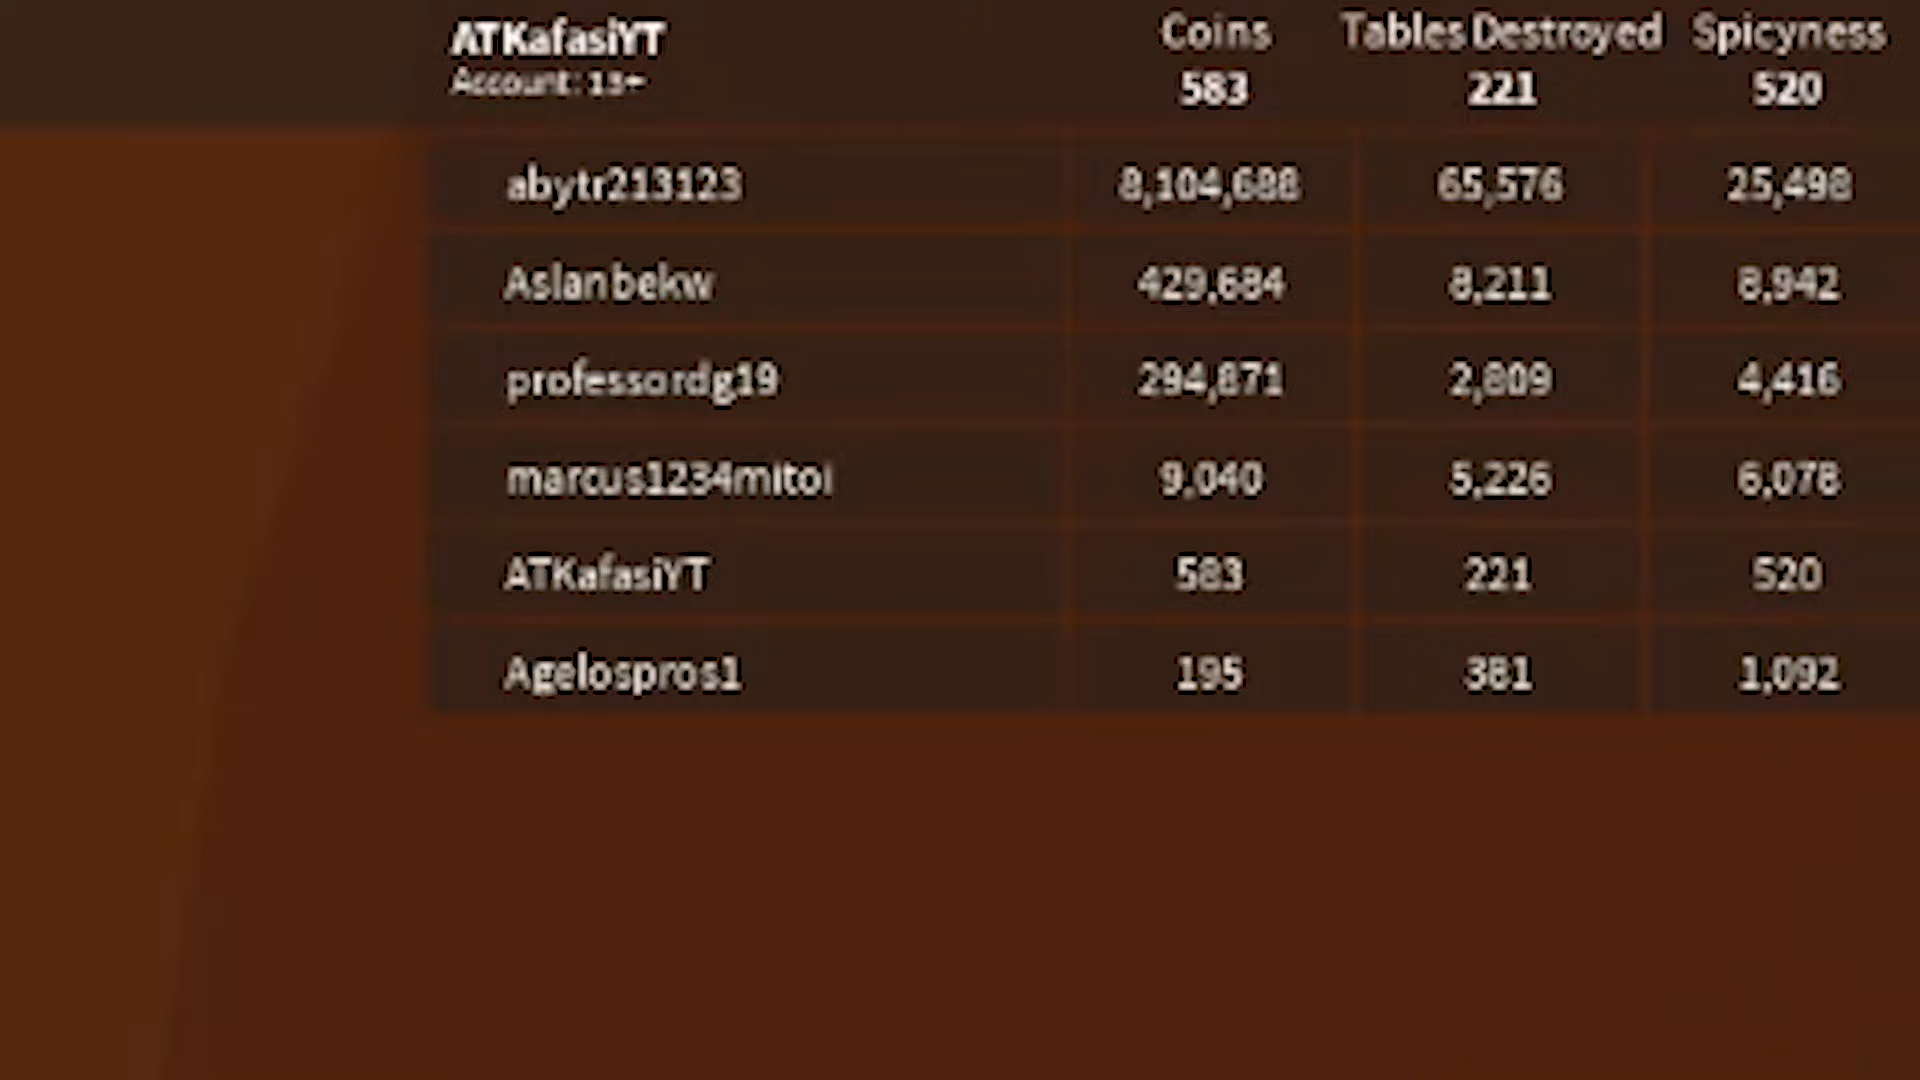 ATKafasiYT Coins Tables Destroyed Spicyness
Account: 13+ 583 221 520
abytr213123 8,104,688 65,576 25,498
Aslanbekw 429,684 8,211 8,942
professordg19 294,871 2,809 4,416
marcus1234mitoi 9,040 5,226 6,078
ATKafasiYT 583 221 520
Agelospros1 195 381 1,092